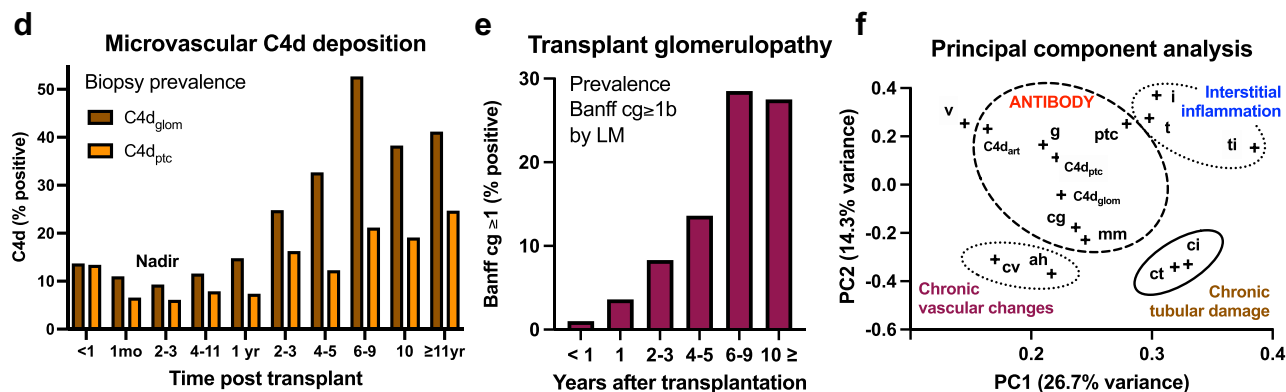 d
Microvascular C4d deposition
Biopsy prevalence
C4dglom
C4dptc
Nadir
C4d (% positive)
50
40
30
20
10
0
<1 1mo 2-3 4-11 1 yr 2-3 4-5 6-9 10 ≥11yr
Time post transplant
e
Transplant glomerulopathy
Prevalence
Banff cg≥1b
by LM
Banff cg ≥1 (% positive)
30
20
10
0
< 1 1 2-3 4-5 6-9 10 ≥
Years after transplantation
f
Principal component analysis
PC2 (14.3% variance)
0.4
0.2
0.0
-0.2
-0.4
-0.6
ANTIBODY
Interstitial
inflammation
v
C4dart
g
ptc
i
t
ti
C4dptc
C4dglom
cg
mm
cv
ah
ct
ci
Chronic
vascular changes
Chronic
tubular damage
0.2 0.3 0.4
PC1 (26.7% variance)